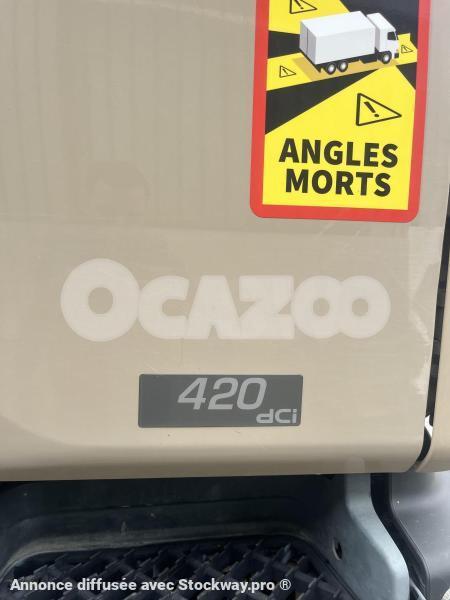 ANGLES
MORTS
OCAZOO
420
dCi
Annonce diffusée avec Stockway.pro ®